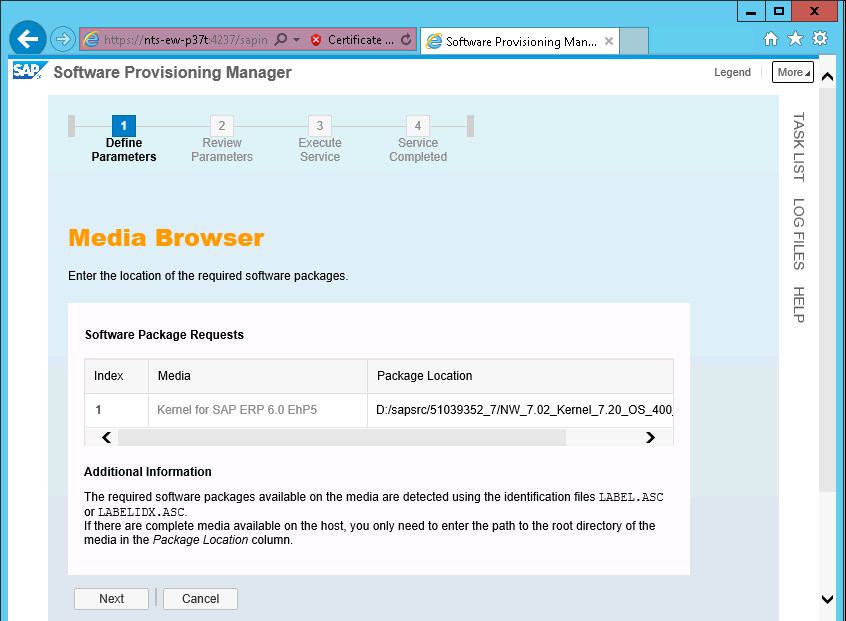 https://nts-ew-p37t:4237/sapin
Certificate ...
Software Provisioning Man...
SAP Software Provisioning Manager
Legend
More
1 2 3 4
Define Parameters
Review Parameters
Execute Service
Service Completed
TASK LIST
LOG FILES
HELP
Media Browser
Enter the location of the required software packages.
Software Package Requests
Index Media Package Location
1 Kernel for SAP ERP 6.0 EhP5 D:/sapsrc/51039352_7/NW_7.02_Kernel_7.20_OS_400_
Additional Information
The required software packages available on the media are detected using the identification files LABEL.ASC
or LABELIDX.ASC.
If there are complete media available on the host, you only need to enter the path to the root directory of the
media in the Package Location column.
Next Cancel